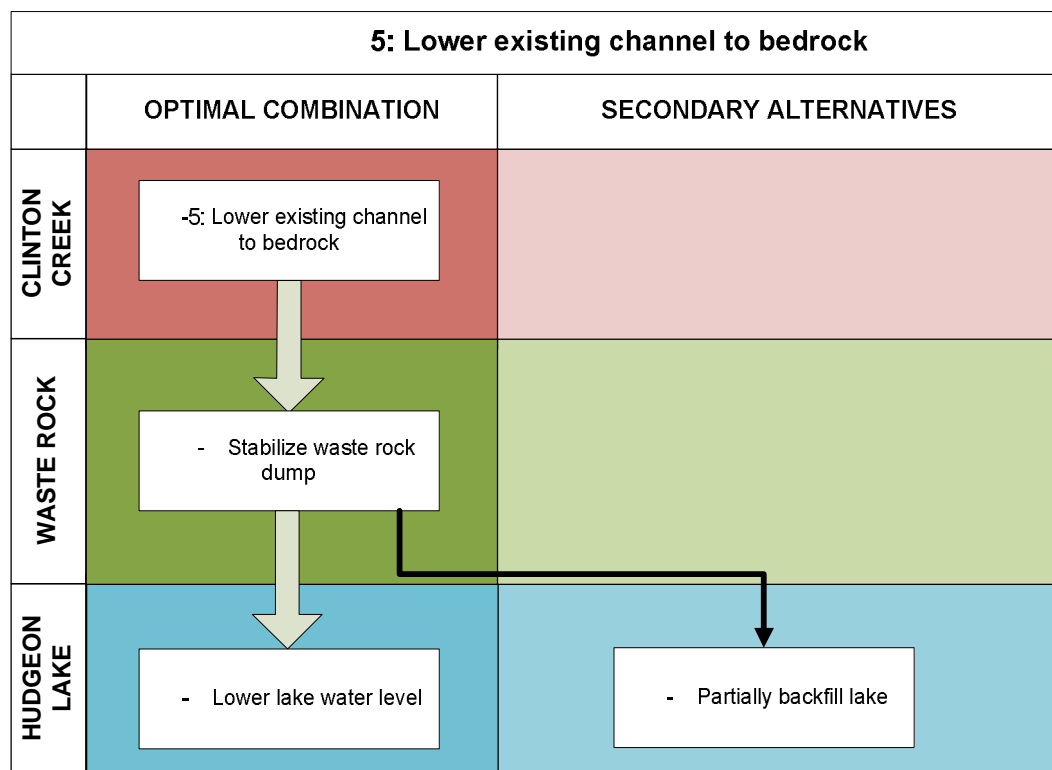 5: Lower existing channel to bedrock
OPTIMAL COMBINATION
SECONDARY ALTERNATIVES
CLINTON
CREEK
-5: Lower existing channel
to bedrock
WASTE ROCK
- Stabilize waste rock
dump
HUDGEON
LAKE
- Lower lake water level
- Partially backfill lake